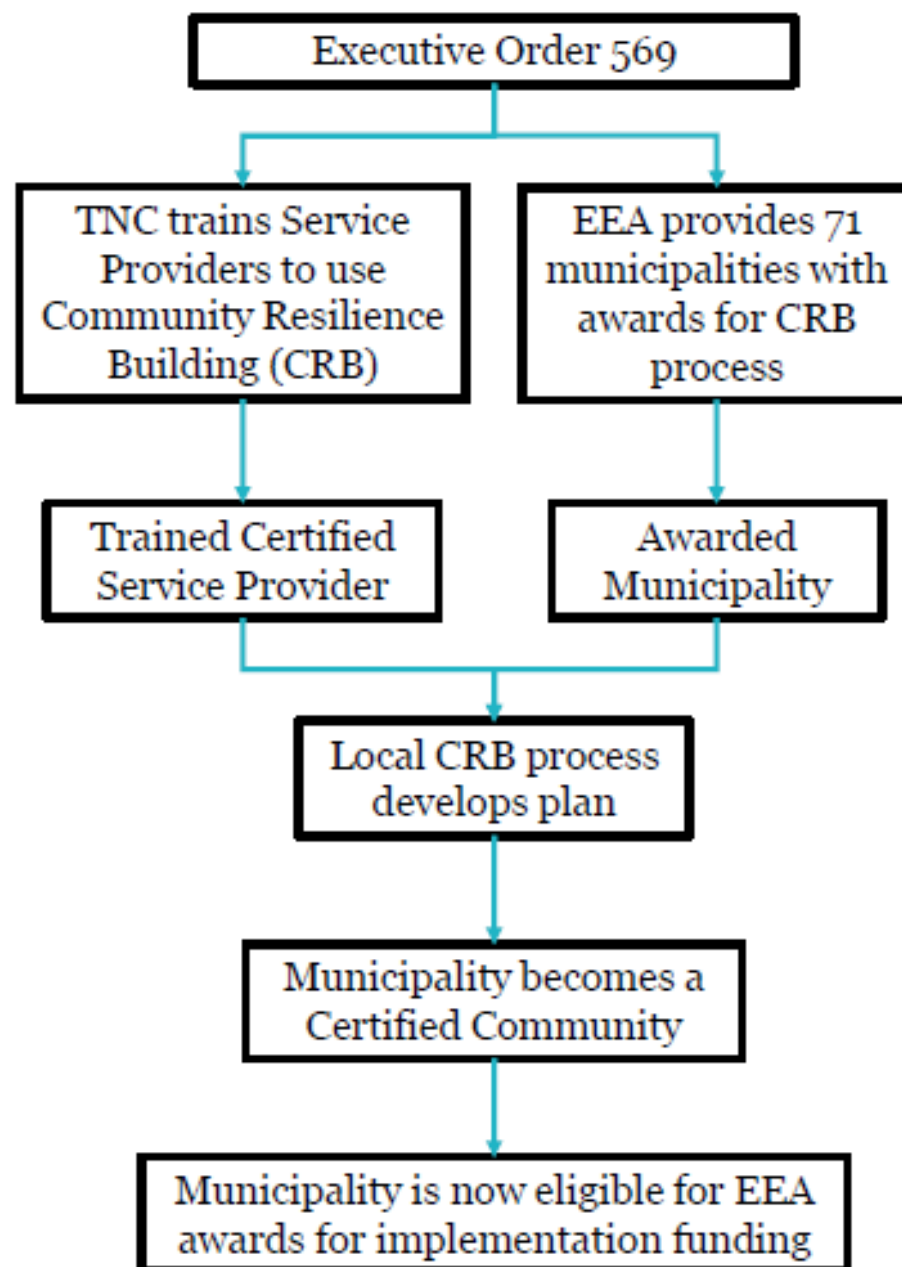 Executive Order 569
TNC trains Service
Providers to use
Community Resilience
Building (CRB)
EEA provides 71
municipalities with
awards for CRB
process
Trained Certified
Service Provider
Awarded
Municipality
Local CRB process
develops plan
Municipality becomes a
Certified Community
Municipality is now eligible for EEA
awards for implementation funding